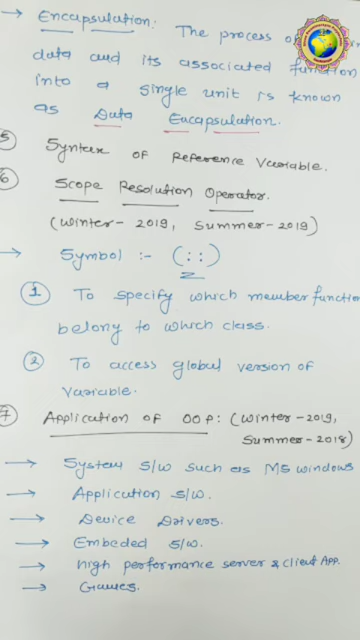 → Encapsulation: The process o
data and its associated function
into a single unit is known
as Data Encapsulation.
5 Syntax of Reference Variable.
6 Scope Resolution Operator.
(Winter-2019, Summer-2019)
→ Symbol :- (::)
1 To specify which member function
belong to which class.
2 To access global version of
Variable.
7 Application of OOP: (Winter-2019,
Summer-2018)
→ System S/W such as MS windows
→ Application S/W.
→ Device Drivers.
→ Embeded S/W.
→ high performance server & client App.
→ Games.